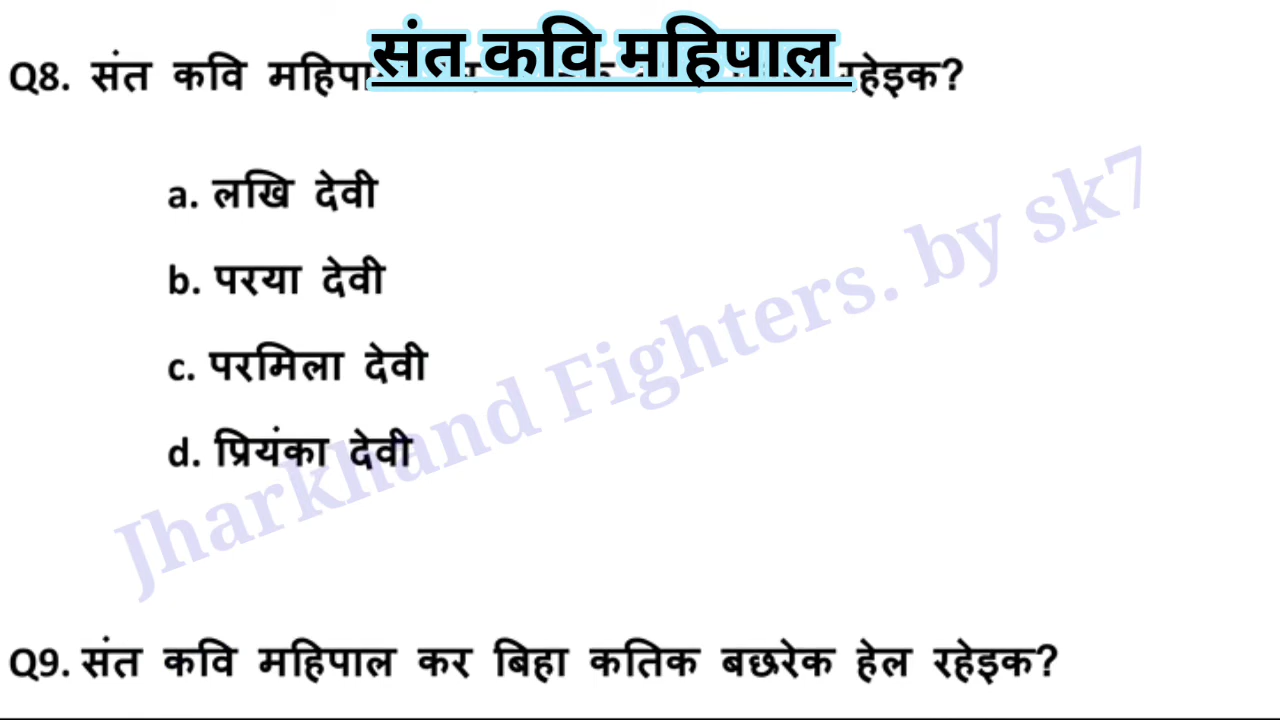 संत कवि महिपाल
Q8. संत कवि रहेइक?
a. लखि देवी
b. परया देवी
c. परमिला देवी
d. प्रियंका देवी
Jharkhand Fighters. by sk7
Q9. संत कवि महिपाल कर बिहा कतिक बछरेक हेल रहेइक?